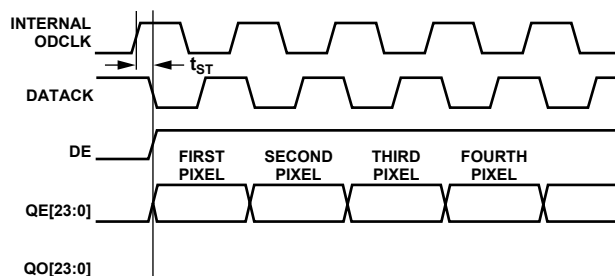 INTERNAL
ODCLK
tST
DATACK
DE
FIRST
PIXEL
SECOND
PIXEL
THIRD
PIXEL
FOURTH
PIXEL
QE[23:0]
QO[23:0]